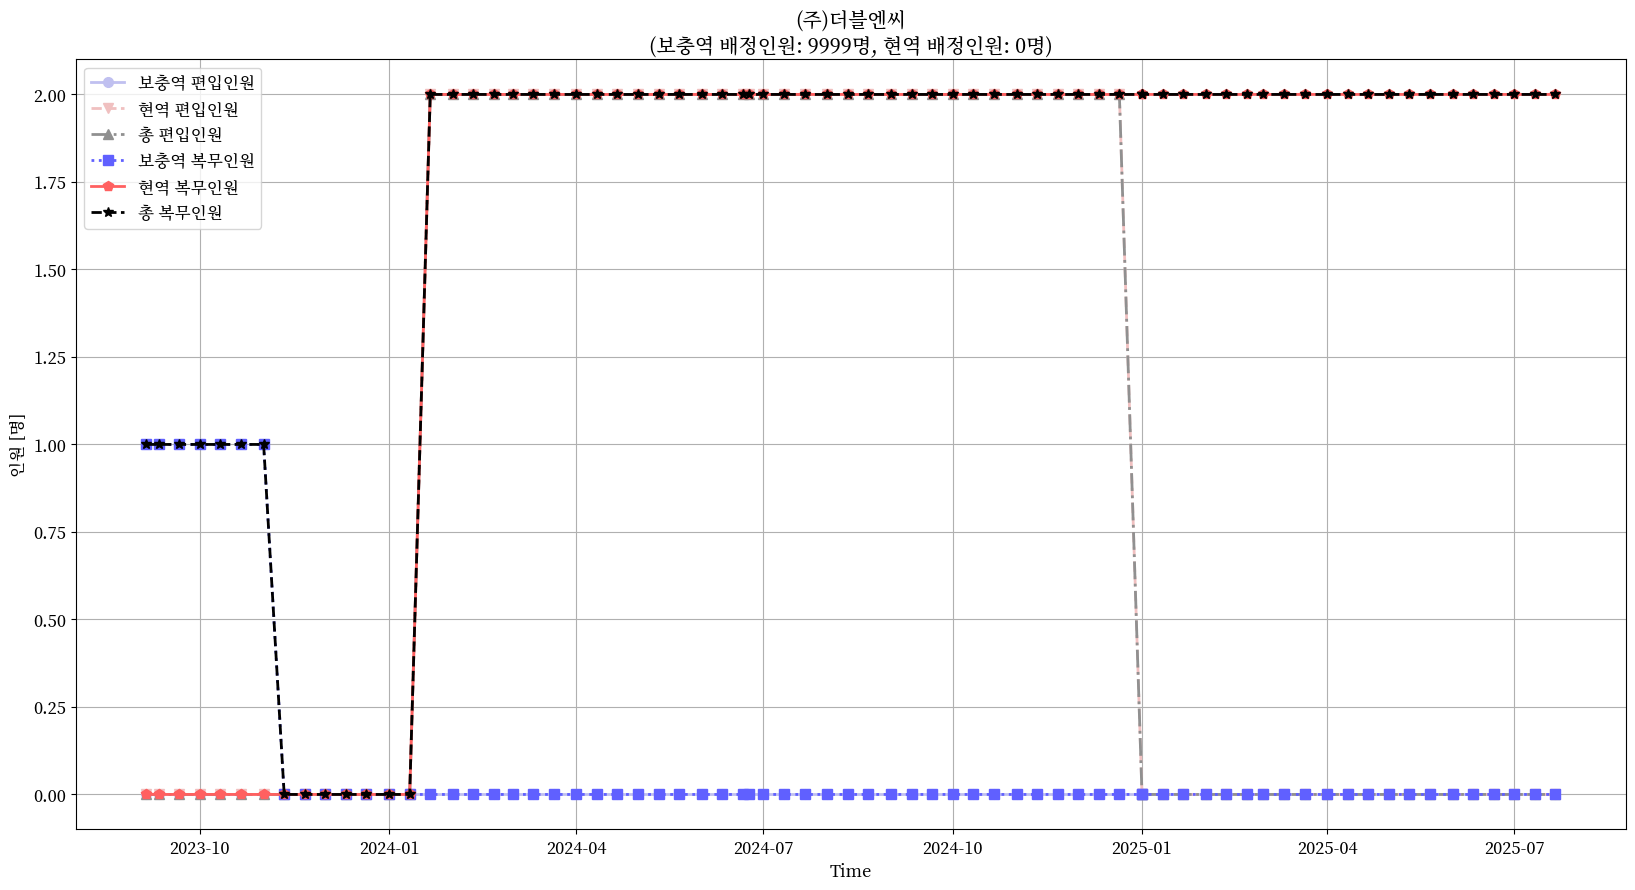 (주)더블엔씨
(보충역 배정인원: 9999명, 현역 배정인원: 0명)
보충역 편입인원
현역 편입인원
총 편입인원
보충역 복무인원
현역 복무인원
총 복무인원
2.00
1.75
1.50
1.25
1.00
0.75
0.50
0.25
0.00
인원 [명]
2023-10
2024-01
2024-04
2024-07
2024-10
2025-01
2025-04
2025-07
Time